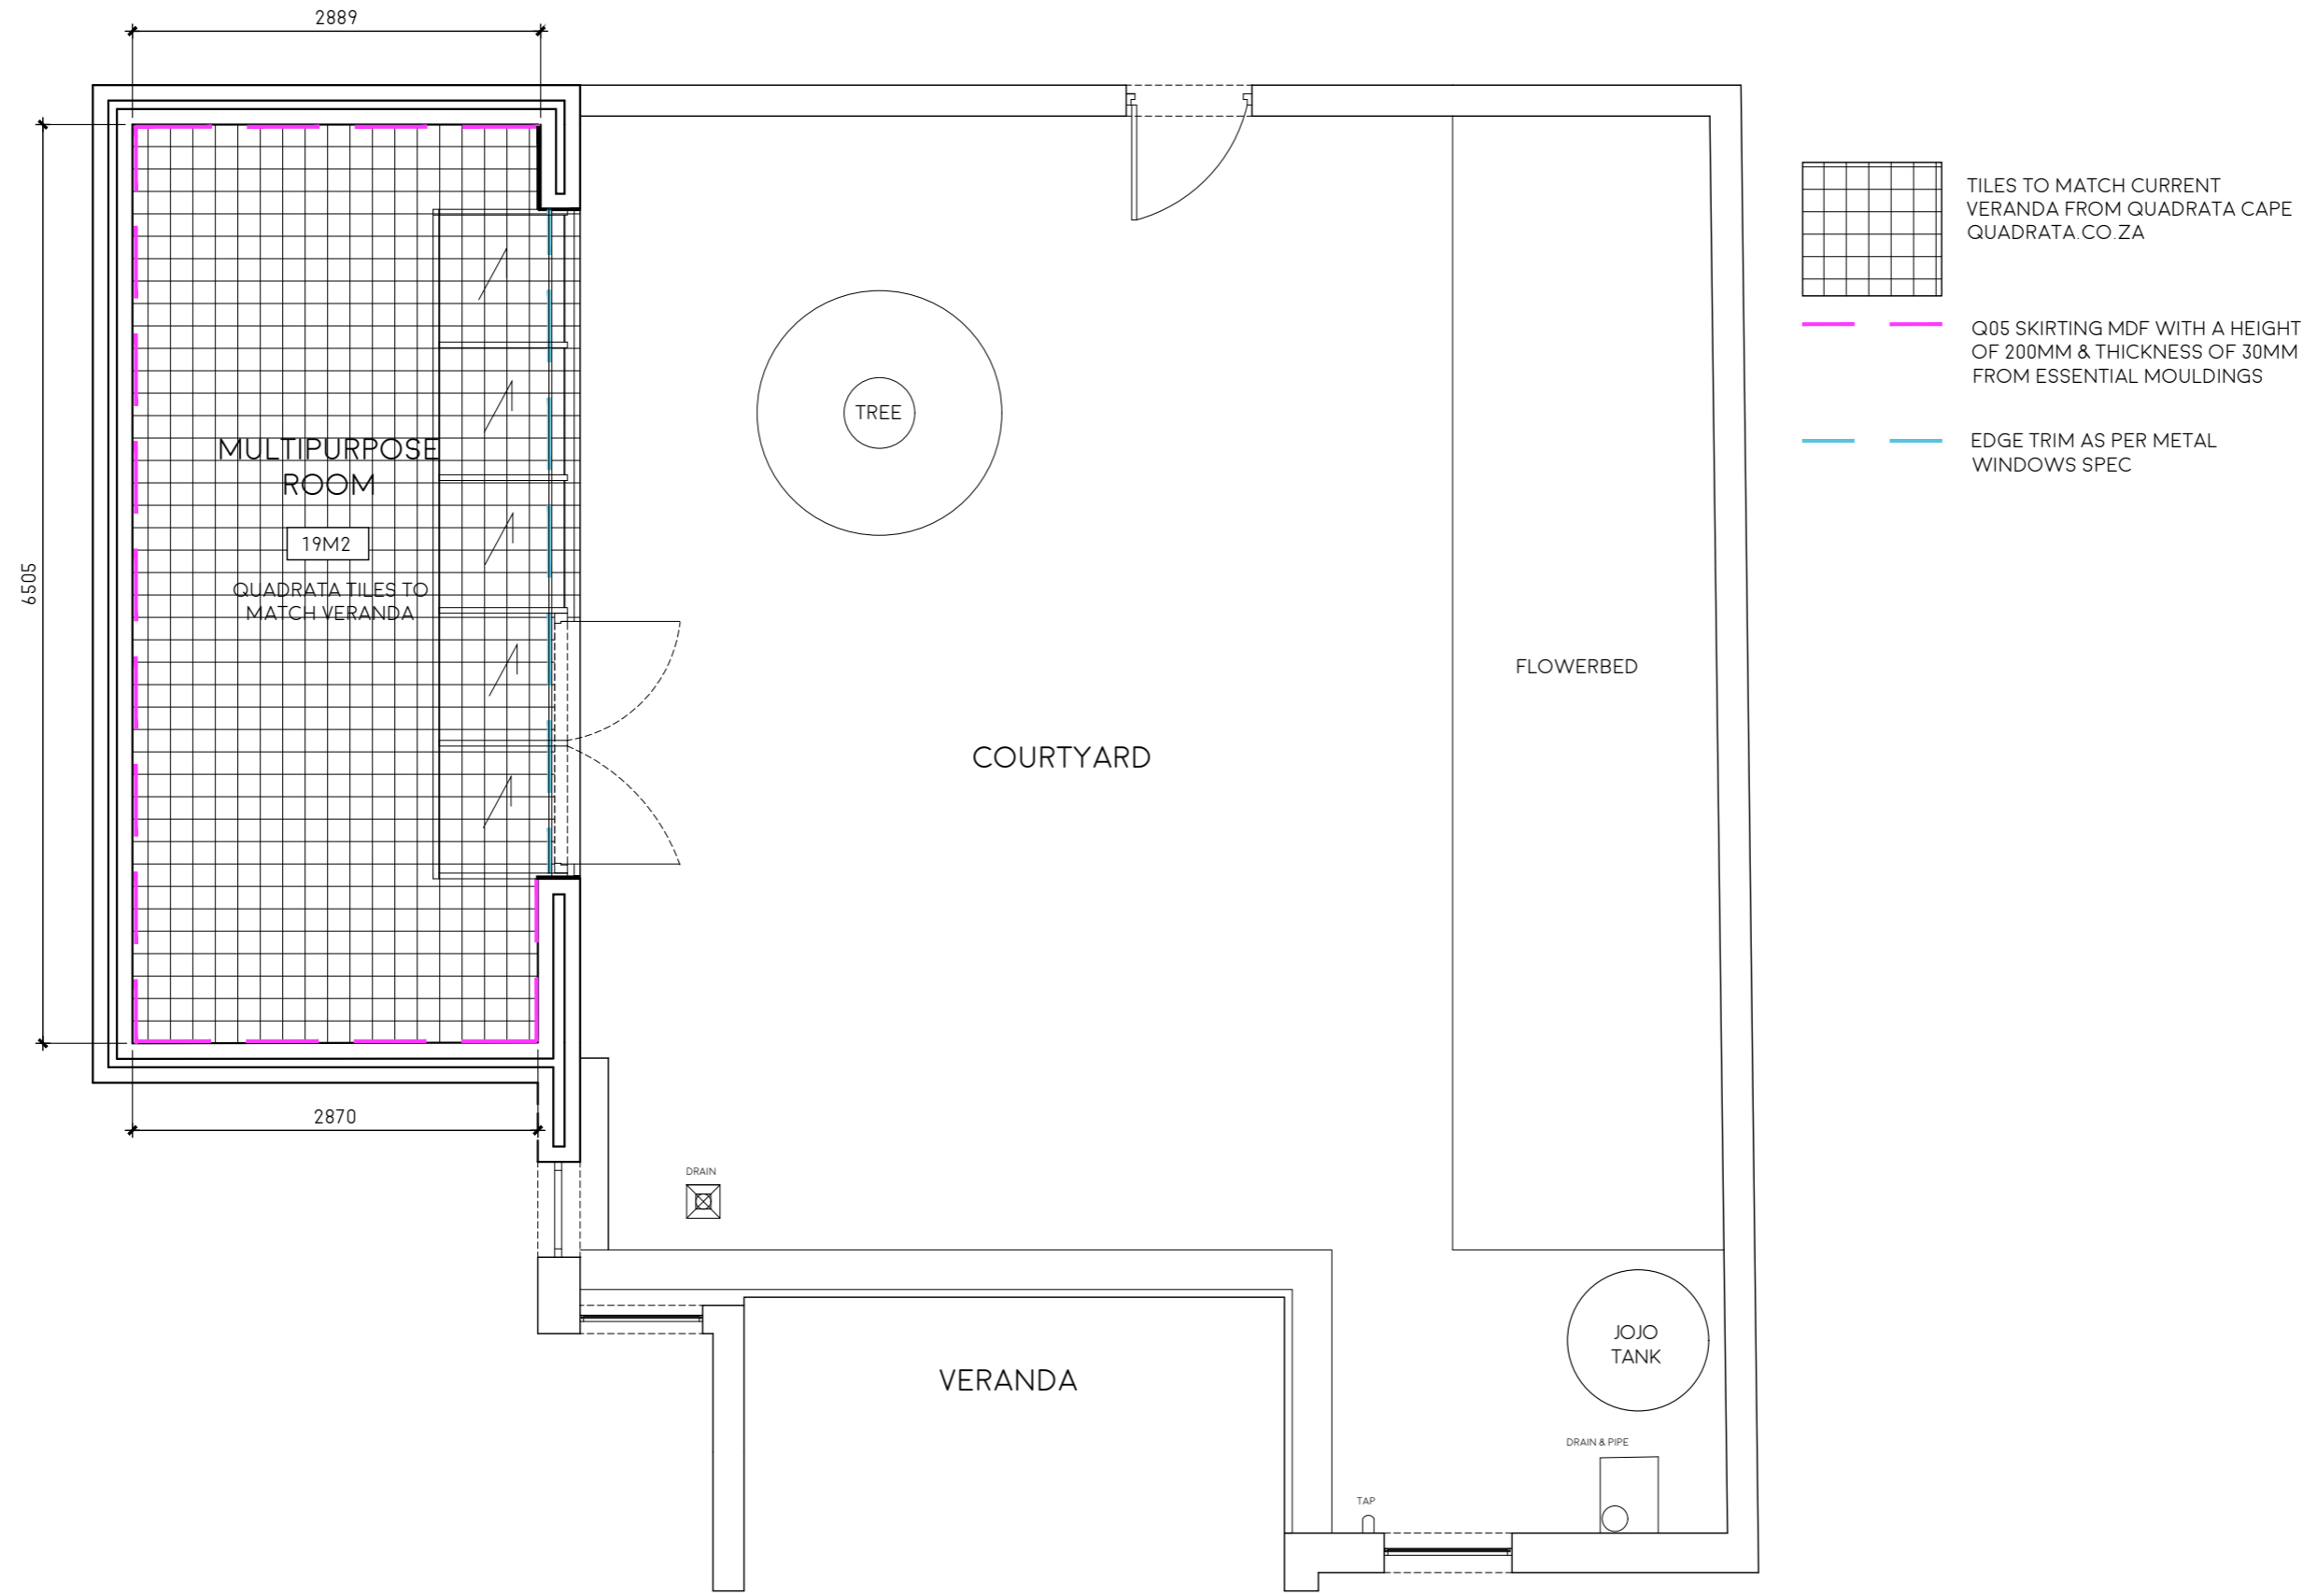 2889
6505
MULTIPURPOSE
ROOM
19M2
QUADRATA TILES TO
MATCH VERANDA
2870
TREE
COURTYARD
FLOWERBED
DRAIN
VERANDA
JOJO
TANK
DRAIN & PIPE
TAP
TILES TO MATCH CURRENT
VERANDA FROM QUADRATA CAPE
QUADRATA.CO.ZA
Q05 SKIRTING MDF WITH A HEIGHT
OF 200MM & THICKNESS OF 30MM
FROM ESSENTIAL MOULDINGS
EDGE TRIM AS PER METAL
WINDOWS SPEC